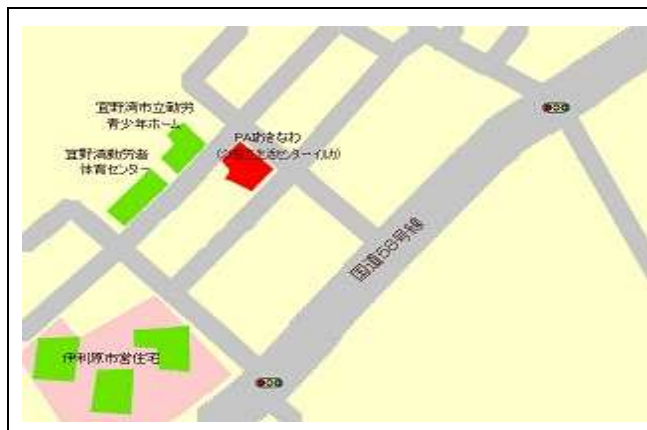 宜野湾市立勤労
青少年ホーム
宜野湾勤労者
体育センター
PAおきなわ
国道58号線
伊利原市営住宅